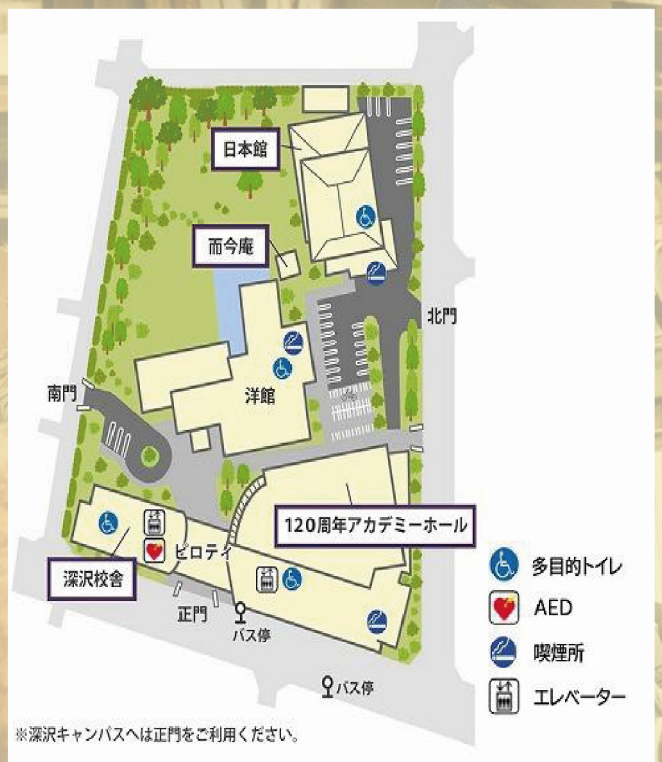 日本館
而今庵
北門
洋館
南門
120周年アカデミーホール
ピロティ
深沢校舎
正門
バス停
バス停
多目的トイレ
AED
喫煙所
エレベーター
※深沢キャンパスへは正門をご利用ください。